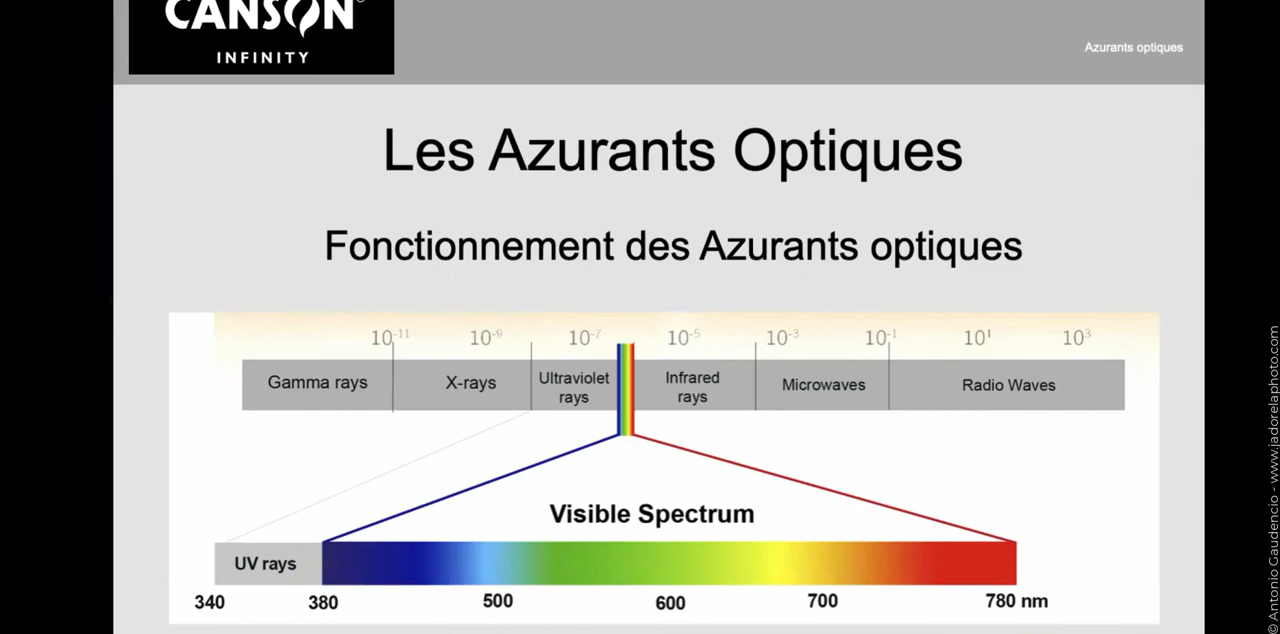 CANSON®
INFINITY
Azurants optiques
Les Azurants Optiques
Fonctionnement des Azurants optiques
10⁻¹¹ 10⁻⁹ 10⁻⁷ 10⁻⁵ 10⁻³ 10⁻¹ 10¹ 10³
Gamma rays X-rays Ultraviolet rays Infrared rays Microwaves Radio Waves
Visible Spectrum
UV rays
340 380 500 600 700 780 nm
© Antonio Gaudencio - www.jadorelaphoto.com